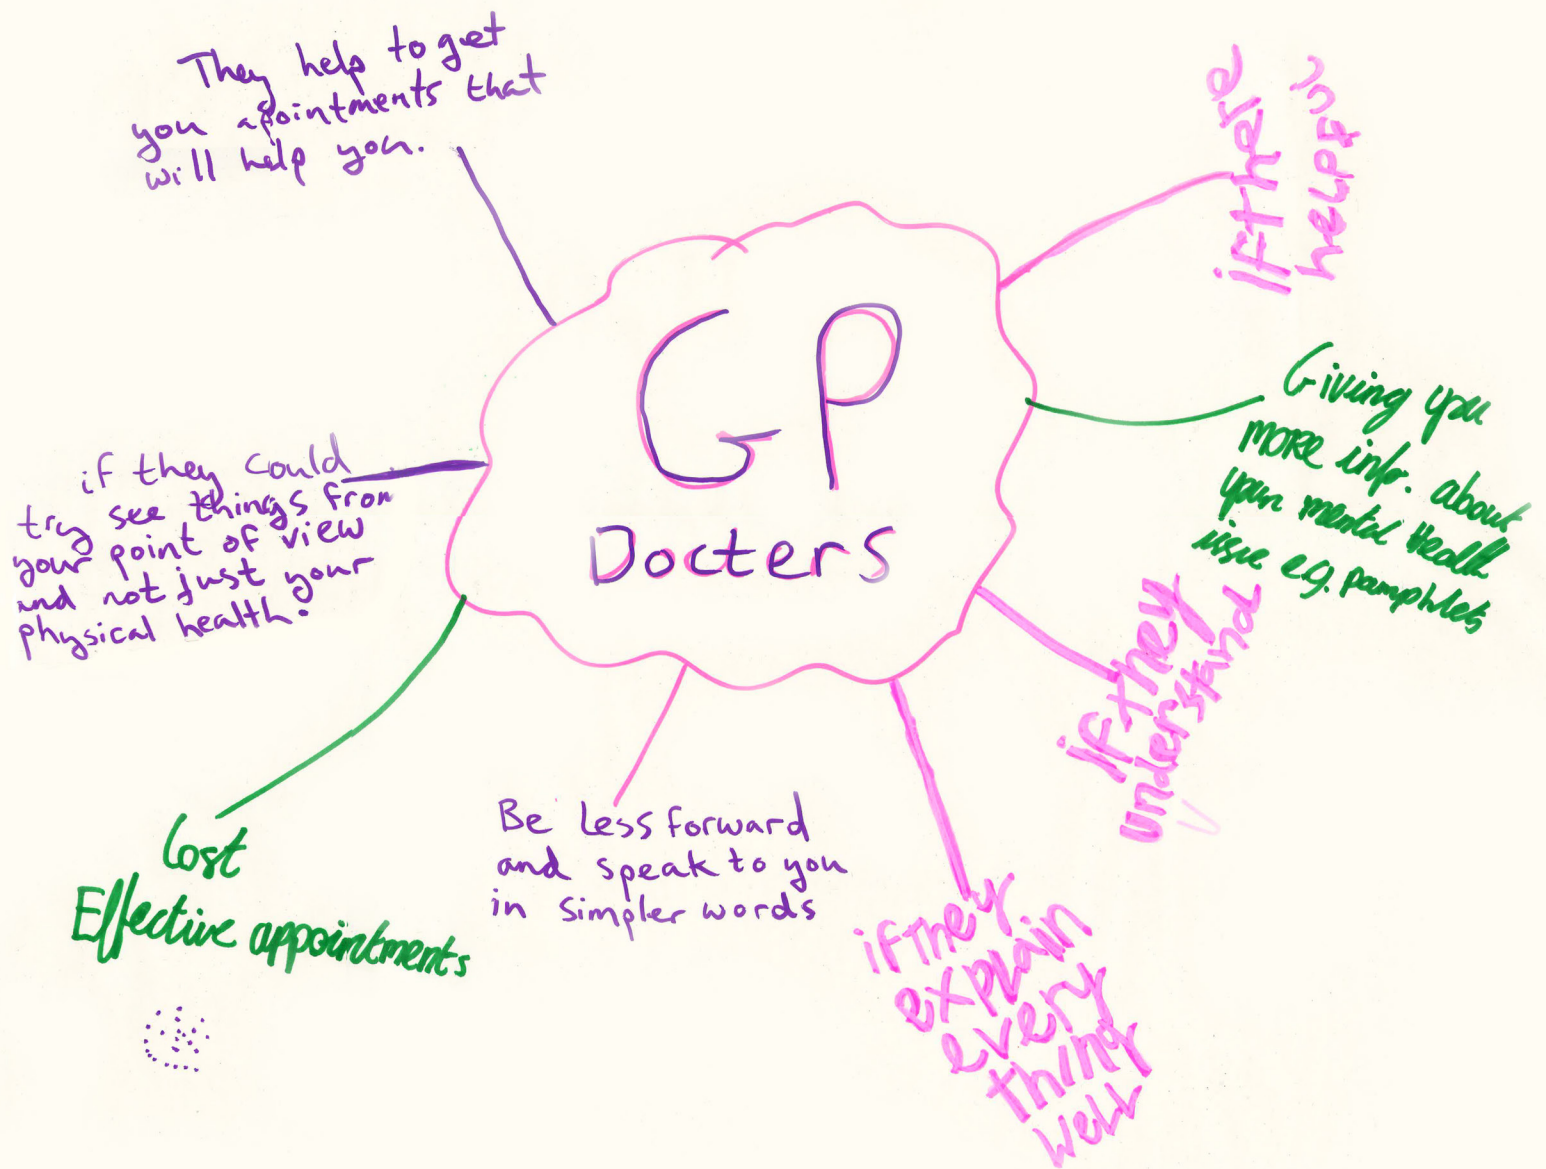 They help to get
you apointments that
will help you.
if there
helpful
GP
Docters
Giving you
more info. about
your mental Health
issue eg. pamphlets
if they could
try see things from
your point of view
and not just your
physical health.
if they
understand
Cost
Effective appointments
Be less forward
and speak to you
in simpler words
if they
explain
every
thing
well